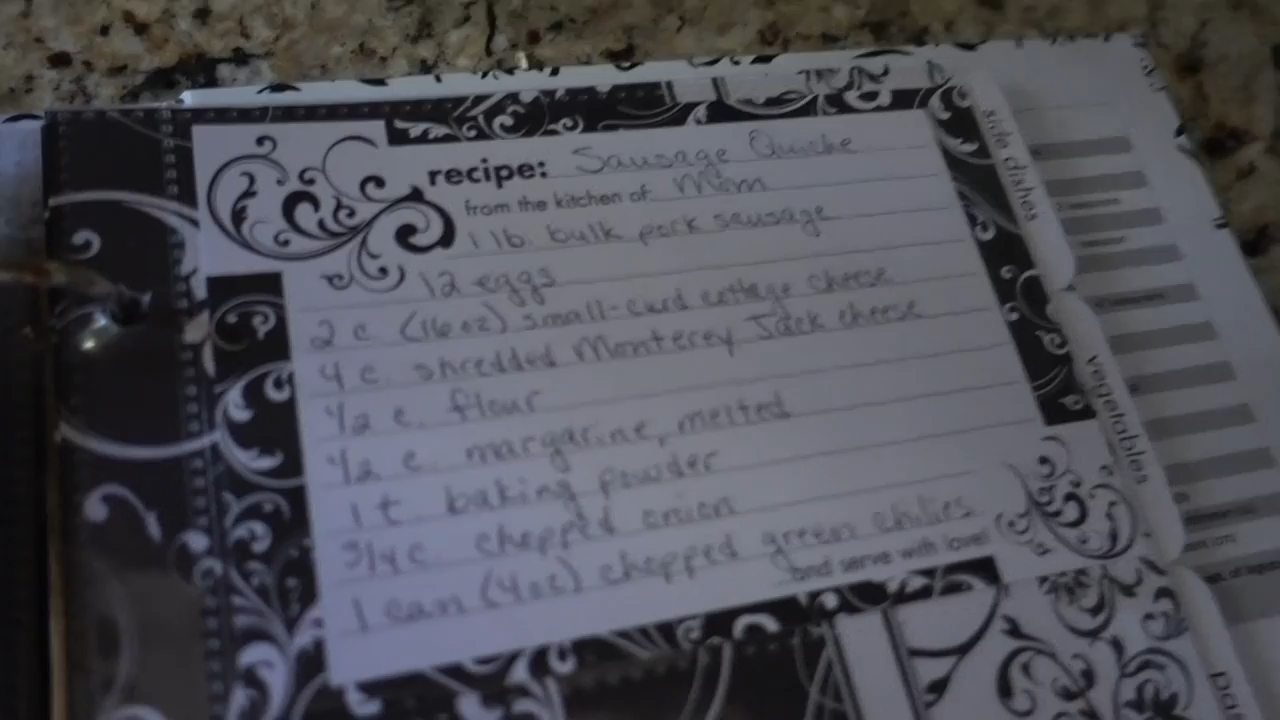 recipe: Sausage Quiche
from the kitchen of: Mom
1 lb. bulk pork sausage
12 eggs
2 c (16 oz) small-curd cottage cheese
4 c shredded Monterey Jack cheese
1/2 c. flour
1/2 c. margarine, melted
1 t baking powder
3/4 c chopped onion
1 can (4 oz) chopped green chilies
...and serve with love!
side dishes
vegetables
pa